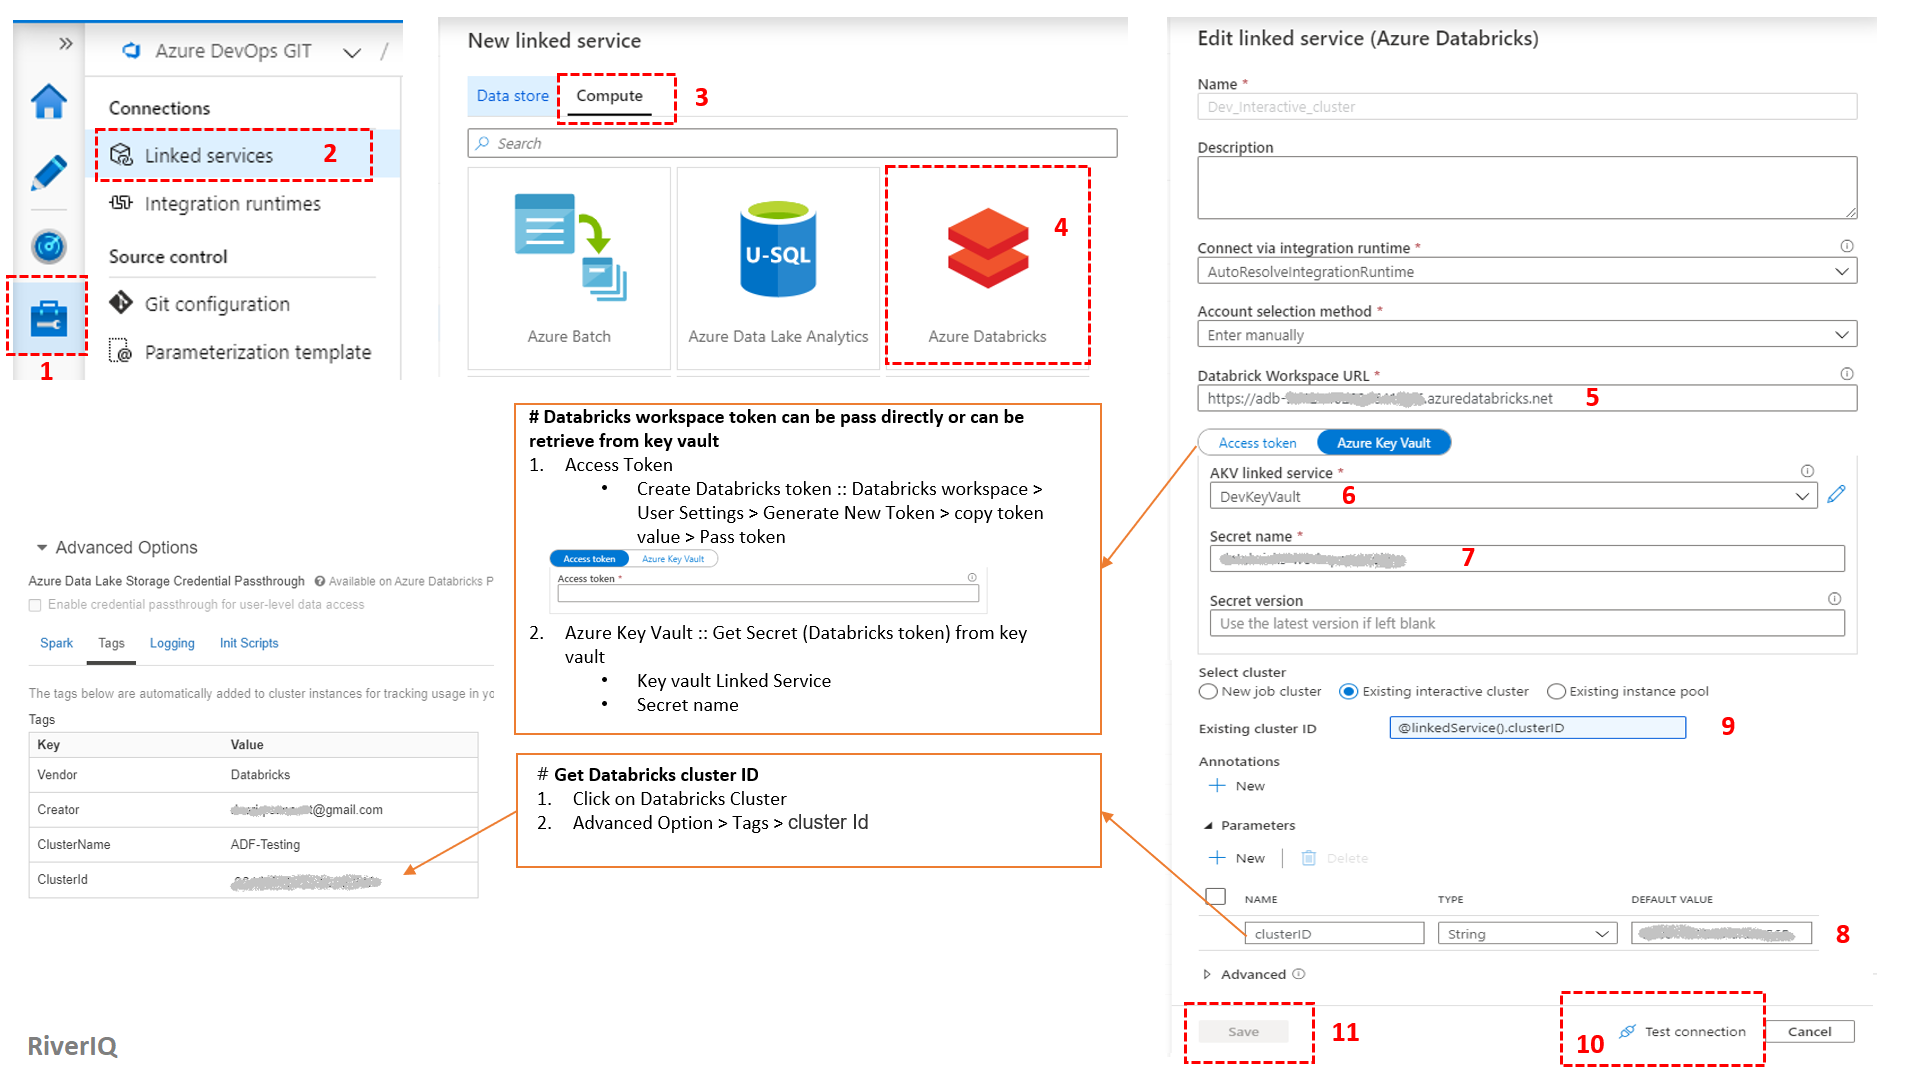 Azure DevOps GIT
/
Connections
Linked services
2
Integration runtimes
Source control
Git configuration
Parameterization template
1
New linked service
Data store
Compute
3
Search
U-SQL
4
Azure Batch
Azure Data Lake Analytics
Azure Databricks
# Databricks workspace token can be pass directly or can be
retrieve from key vault
1. Access Token
• Create Databricks token :: Databricks workspace >
User Settings > Generate New Token > copy token
value > Pass token
Access token
Azure Key Vault
Access token *
2. Azure Key Vault :: Get Secret (Databricks token) from key
vault
• Key vault Linked Service
• Secret name
# Get Databricks cluster ID
1. Click on Databricks Cluster
2. Advanced Option > Tags > cluster Id
Advanced Options
Azure Data Lake Storage Credential Passthrough
Available on Azure Databricks P
Enable credential passthrough for user-level data access
Spark
Tags
Logging
Init Scripts
The tags below are automatically added to cluster instances for tracking usage in yo
Tags
Key Value
Vendor Databricks
Creator @gmail.com
ClusterName ADF-Testing
ClusterId
RiverIQ
Edit linked service (Azure Databricks)
Name *
Dev_Interactive_cluster
Description
Connect via integration runtime *
AutoResolveIntegrationRuntime
Account selection method *
Enter manually
Databrick Workspace URL *
https://adb- .azuredatabricks.net
5
Access token
Azure Key Vault
AKV linked service *
DevKeyVault
6
Secret name *
7
Secret version
Use the latest version if left blank
Select cluster
New job cluster
Existing interactive cluster
Existing instance pool
Existing cluster ID
@linkedService().clusterID
9
Annotations
New
Parameters
New
Delete
NAME TYPE DEFAULT VALUE
clusterID String
8
Advanced
Save
11
10
Test connection
Cancel